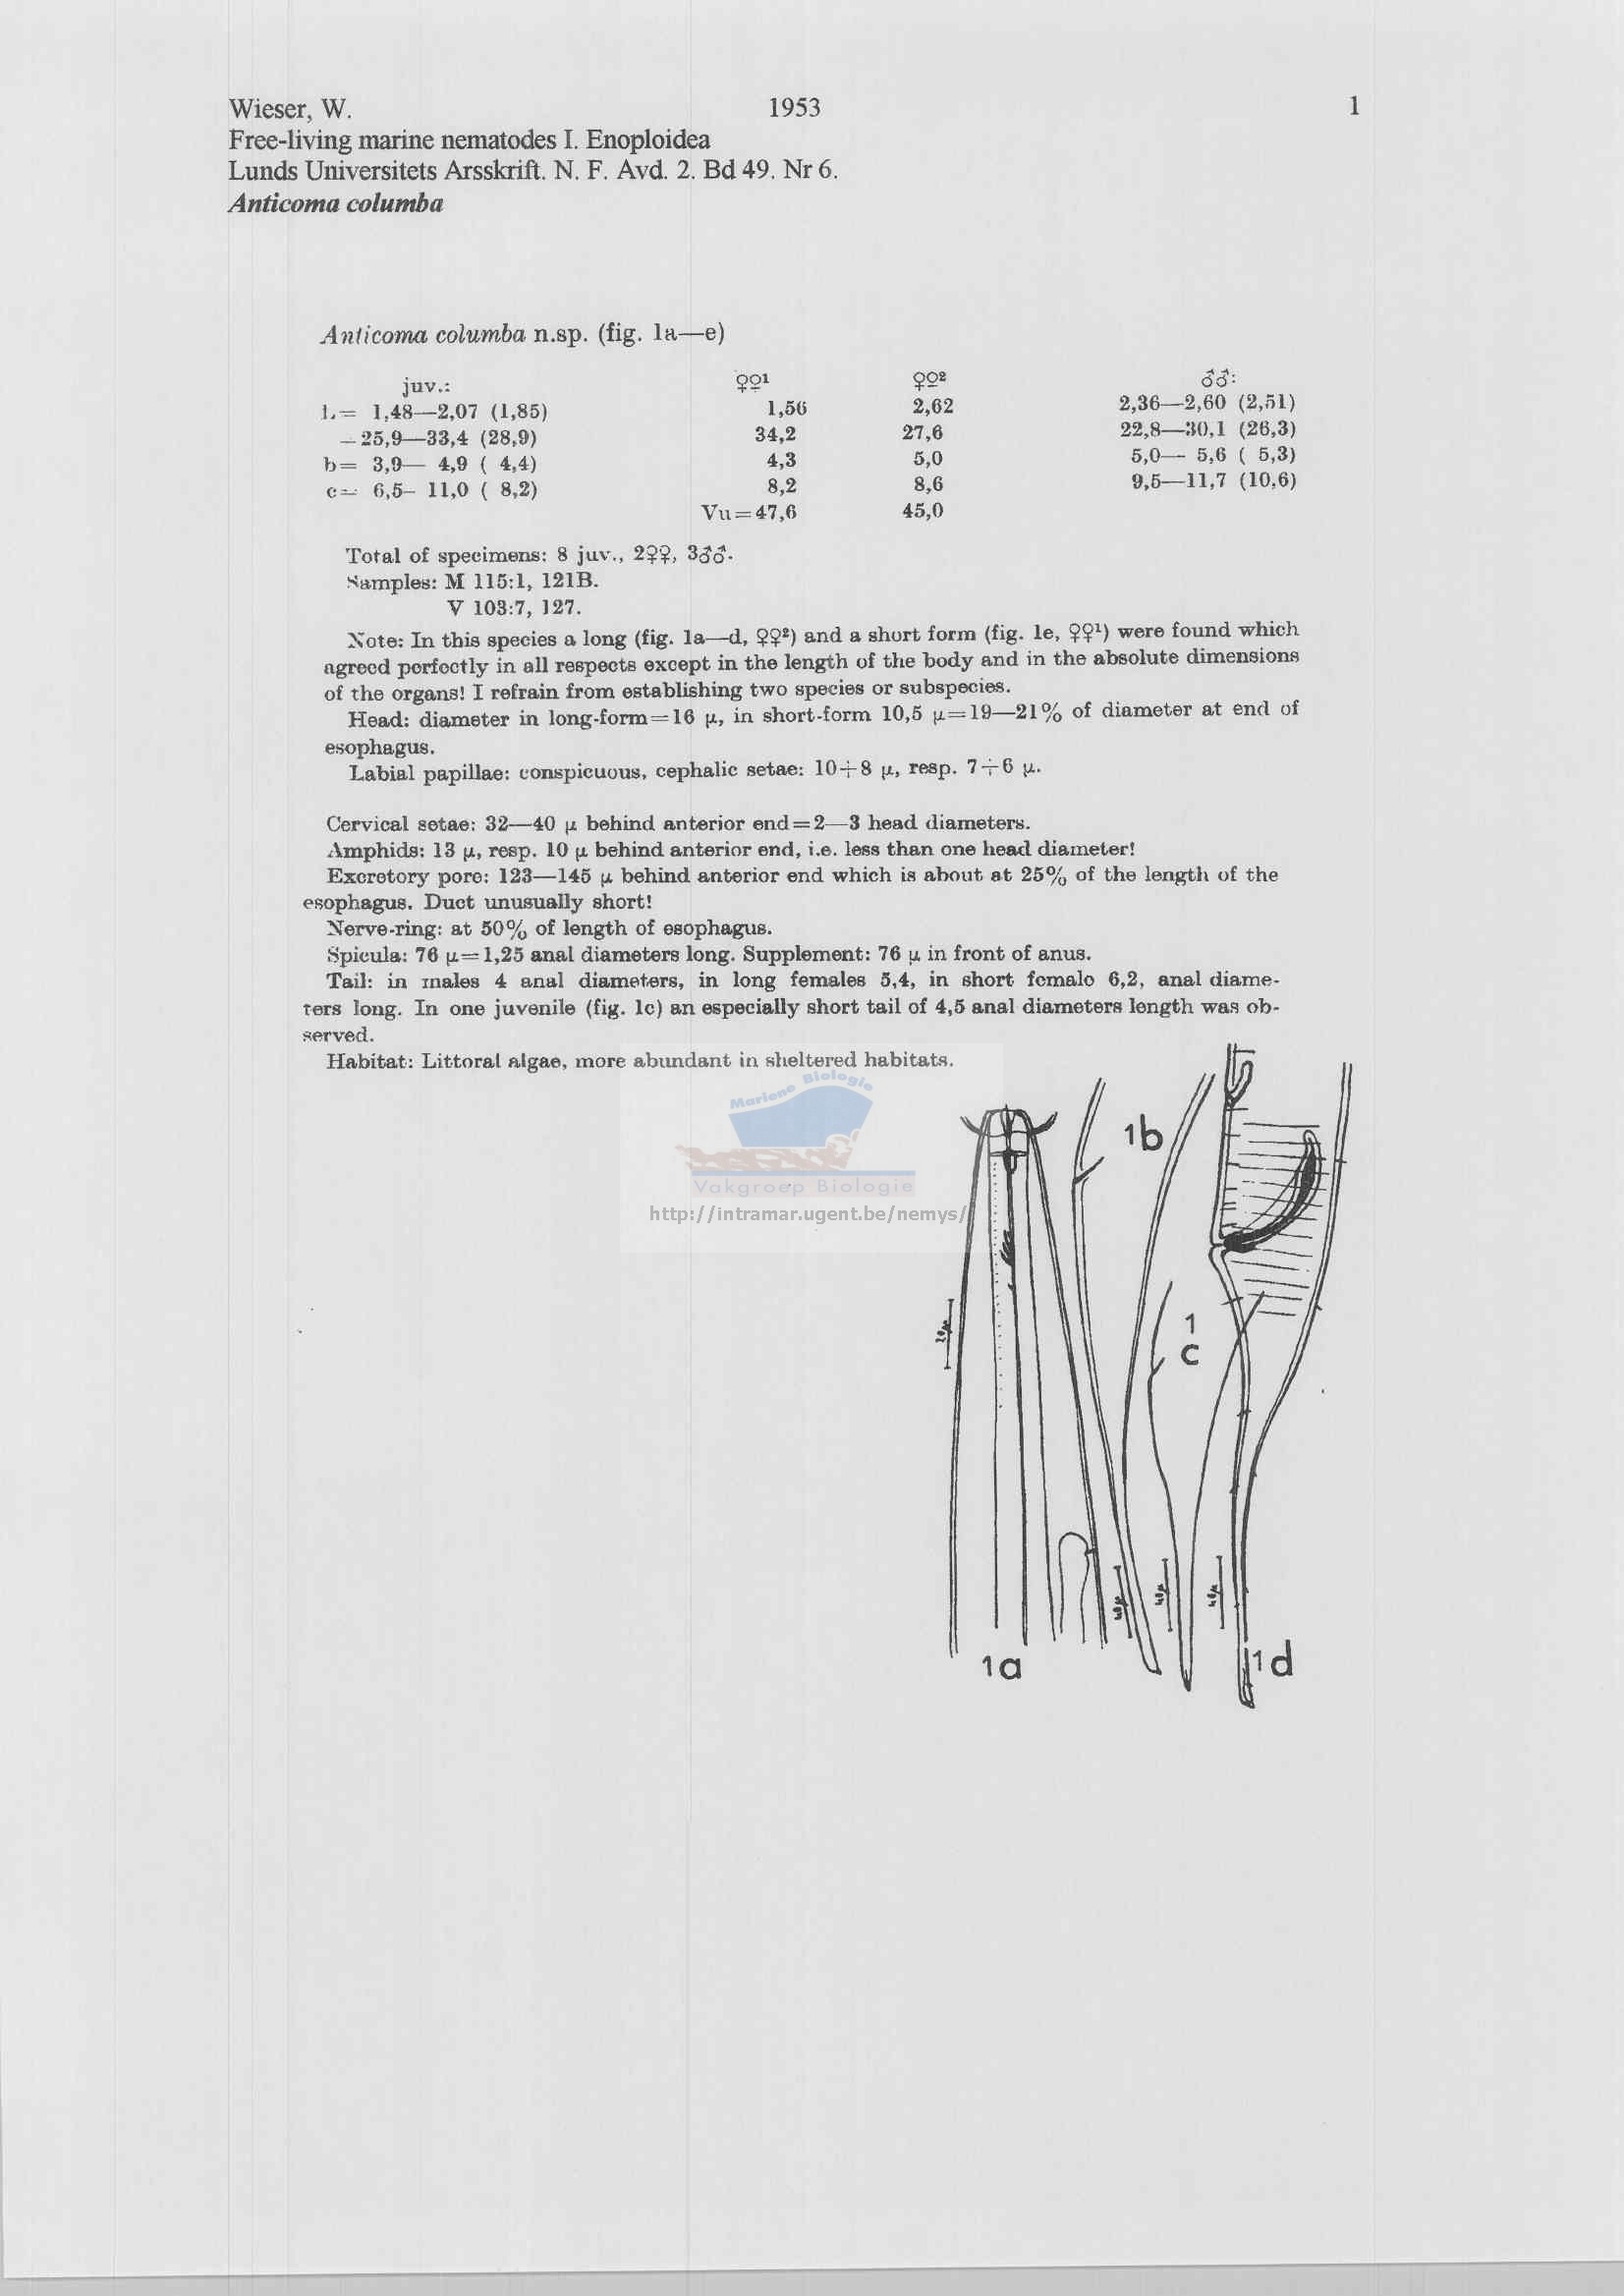 Wieser, W. 1953 1
Free-living marine nematodes I. Enoploidea
Lunds Universitets Arsskrift. N. F. Avd. 2. Bd 49. Nr 6.
Anticoma columba
Anticoma columba n.sp. (fig. 1a—e)
juv.: ♀♀¹ ♀♀² ♂♂:
L= 1,48—2,07 (1,85) 1,56 2,62 2,36—2,60 (2,51)
= 25,9—33,4 (28,9) 34,2 27,6 22,8—30,1 (26,3)
b= 3,9— 4,9 ( 4,4) 4,3 5,0 5,0— 5,6 ( 5,3)
c= 6,5– 11,0 ( 8,2) 8,2 8,6 9,5—11,7 (10,6)
Vu=47,6 45,0
Total of specimens: 8 juv., 2♀♀, 3♂♂.
Samples: M 115:1, 121B.
V 103:7, 127.
Note: In this species a long (fig. 1a—d, ♀♀²) and a short form (fig. 1e, ♀♀¹) were found which
agreed perfectly in all respects except in the length of the body and in the absolute dimensions
of the organs! I refrain from establishing two species or subspecies.
Head: diameter in long-form=16 μ, in short-form 10,5 μ=19—21% of diameter at end of
esophagus.
Labial papillae: conspicuous, cephalic setae: 10+8 μ, resp. 7+6 μ.
Cervical setae: 32—40 μ behind anterior end=2—3 head diameters.
Amphids: 13 μ, resp. 10 μ behind anterior end, i.e. less than one head diameter!
Excretory pore: 123—145 μ behind anterior end which is about at 25% of the length of the
esophagus. Duct unusually short!
Nerve-ring: at 50% of length of esophagus.
Spicula: 76 μ=1,25 anal diameters long. Supplement: 76 μ in front of anus.
Tail: in males 4 anal diameters, in long females 5,4, in short female 6,2, anal diame-
ters long. In one juvenile (fig. 1c) an especially short tail of 4,5 anal diameters length was ob-
served.
Habitat: Littoral algae, more abundant in sheltered habitats.
Mariene Biologie
Vakgroep Biologie
http://intramar.ugent.be/nemys/
1b
1
c
20μ
40μ
40μ
40μ
1a
1d